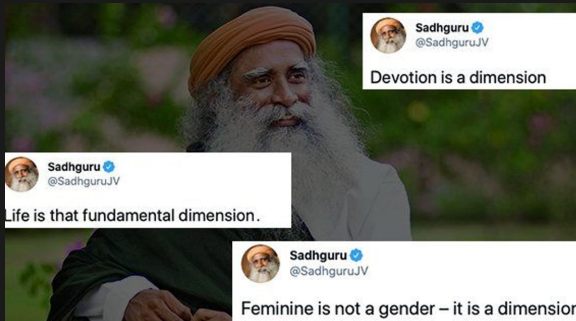 Sadhguru
@SadhguruJV
Devotion is a dimension
Sadhguru
@SadhguruJV
Life is that fundamental dimension.
Sadhguru
@SadhguruJV
Feminine is not a gender – it is a dimension